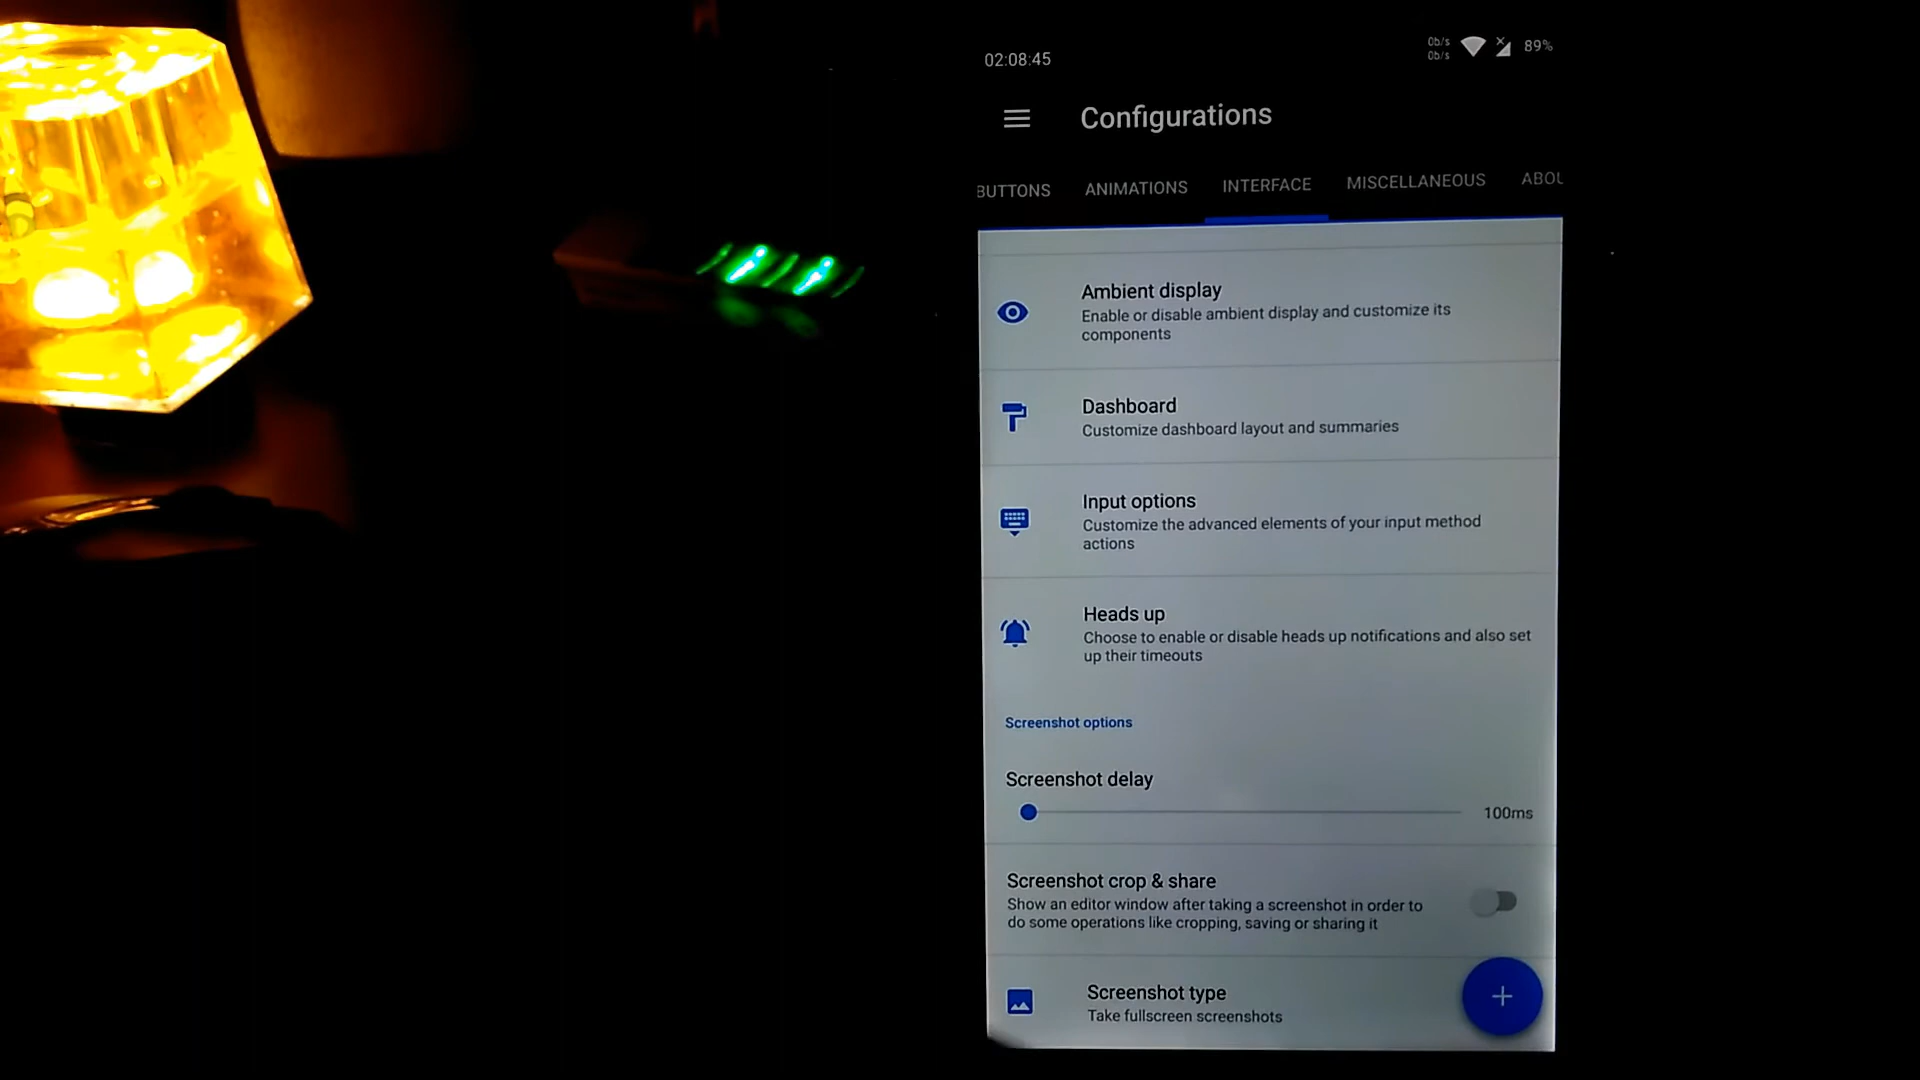 02:08:45
0b/s
0b/s
89%
Configurations
BUTTONS ANIMATIONS INTERFACE MISCELLANEOUS ABOU
Ambient display
Enable or disable ambient display and customize its
components
Dashboard
Customize dashboard layout and summaries
Input options
Customize the advanced elements of your input method
actions
Heads up
Choose to enable or disable heads up notifications and also set
up their timeouts
Screenshot options
Screenshot delay
100ms
Screenshot crop & share
Show an editor window after taking a screenshot in order to
do some operations like cropping, saving or sharing it
Screenshot type
Take fullscreen screenshots